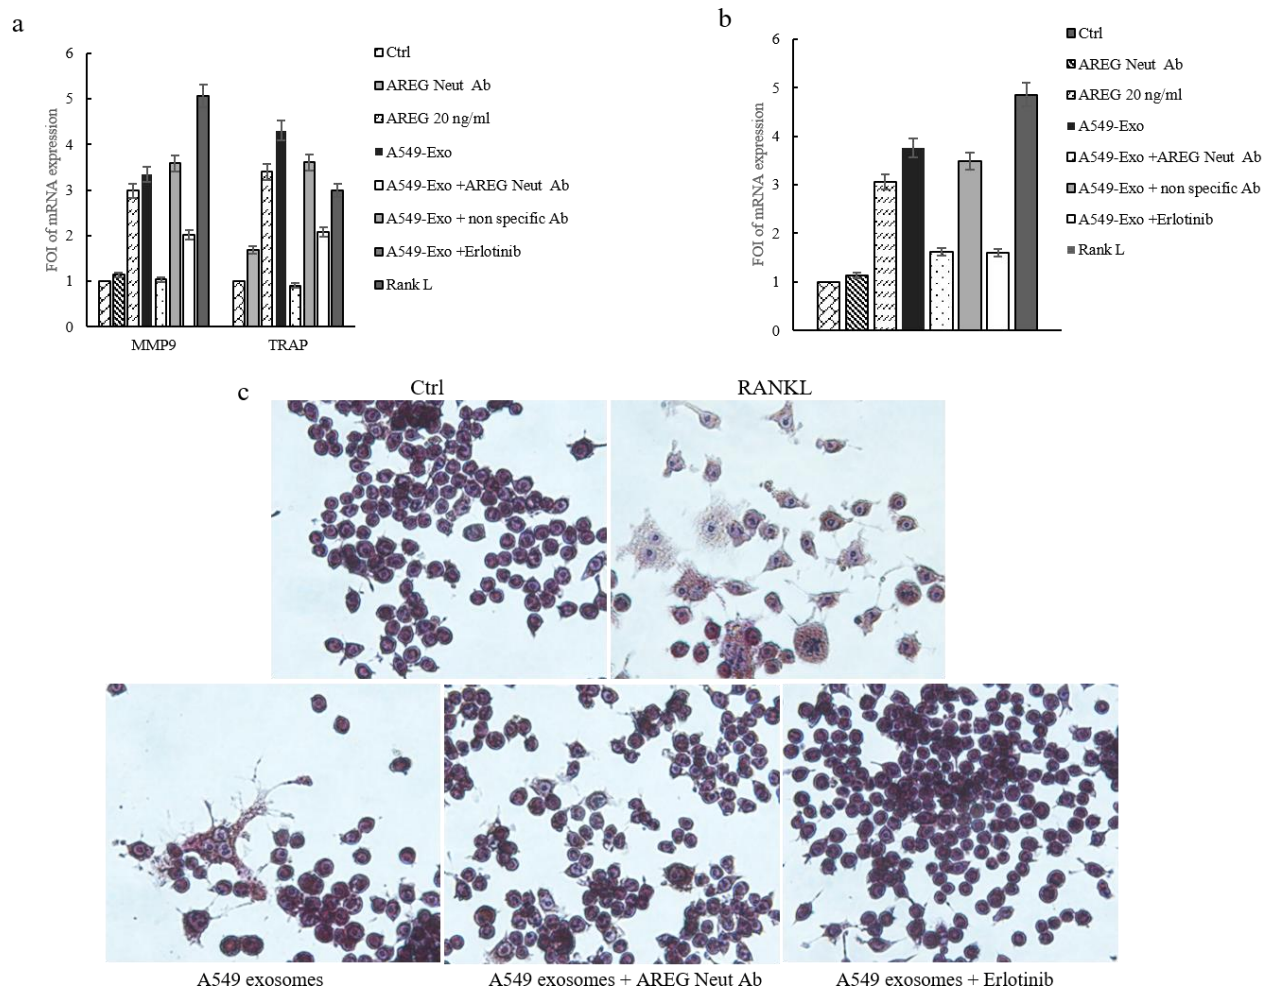 a
FOI of mRNA expression
6
5
4
3
2
1
0
MMP9 TRAP
Ctrl
AREG Neut Ab
AREG 20 ng/ml
A549-Exo
A549-Exo +AREG Neut Ab
A549-Exo + non specific Ab
A549-Exo +Erlotinib
Rank L
b
FOI of mRNA expression
6
5
4
3
2
1
0
Ctrl
AREG Neut Ab
AREG 20 ng/ml
A549-Exo
A549-Exo +AREG Neut Ab
A549-Exo + non specific Ab
A549-Exo +Erlotinib
Rank L
c
Ctrl RANKL
A549 exosomes A549 exosomes + AREG Neut Ab A549 exosomes + Erlotinib